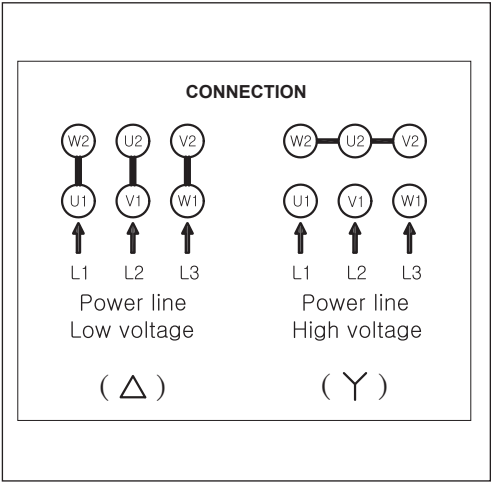 CONNECTION
W2 U2 V2 W2 U2 V2
U1 V1 W1 U1 V1 W1
L1 L2 L3 L1 L2 L3
Power line Power line
Low voltage High voltage
( △ ) ( Y )